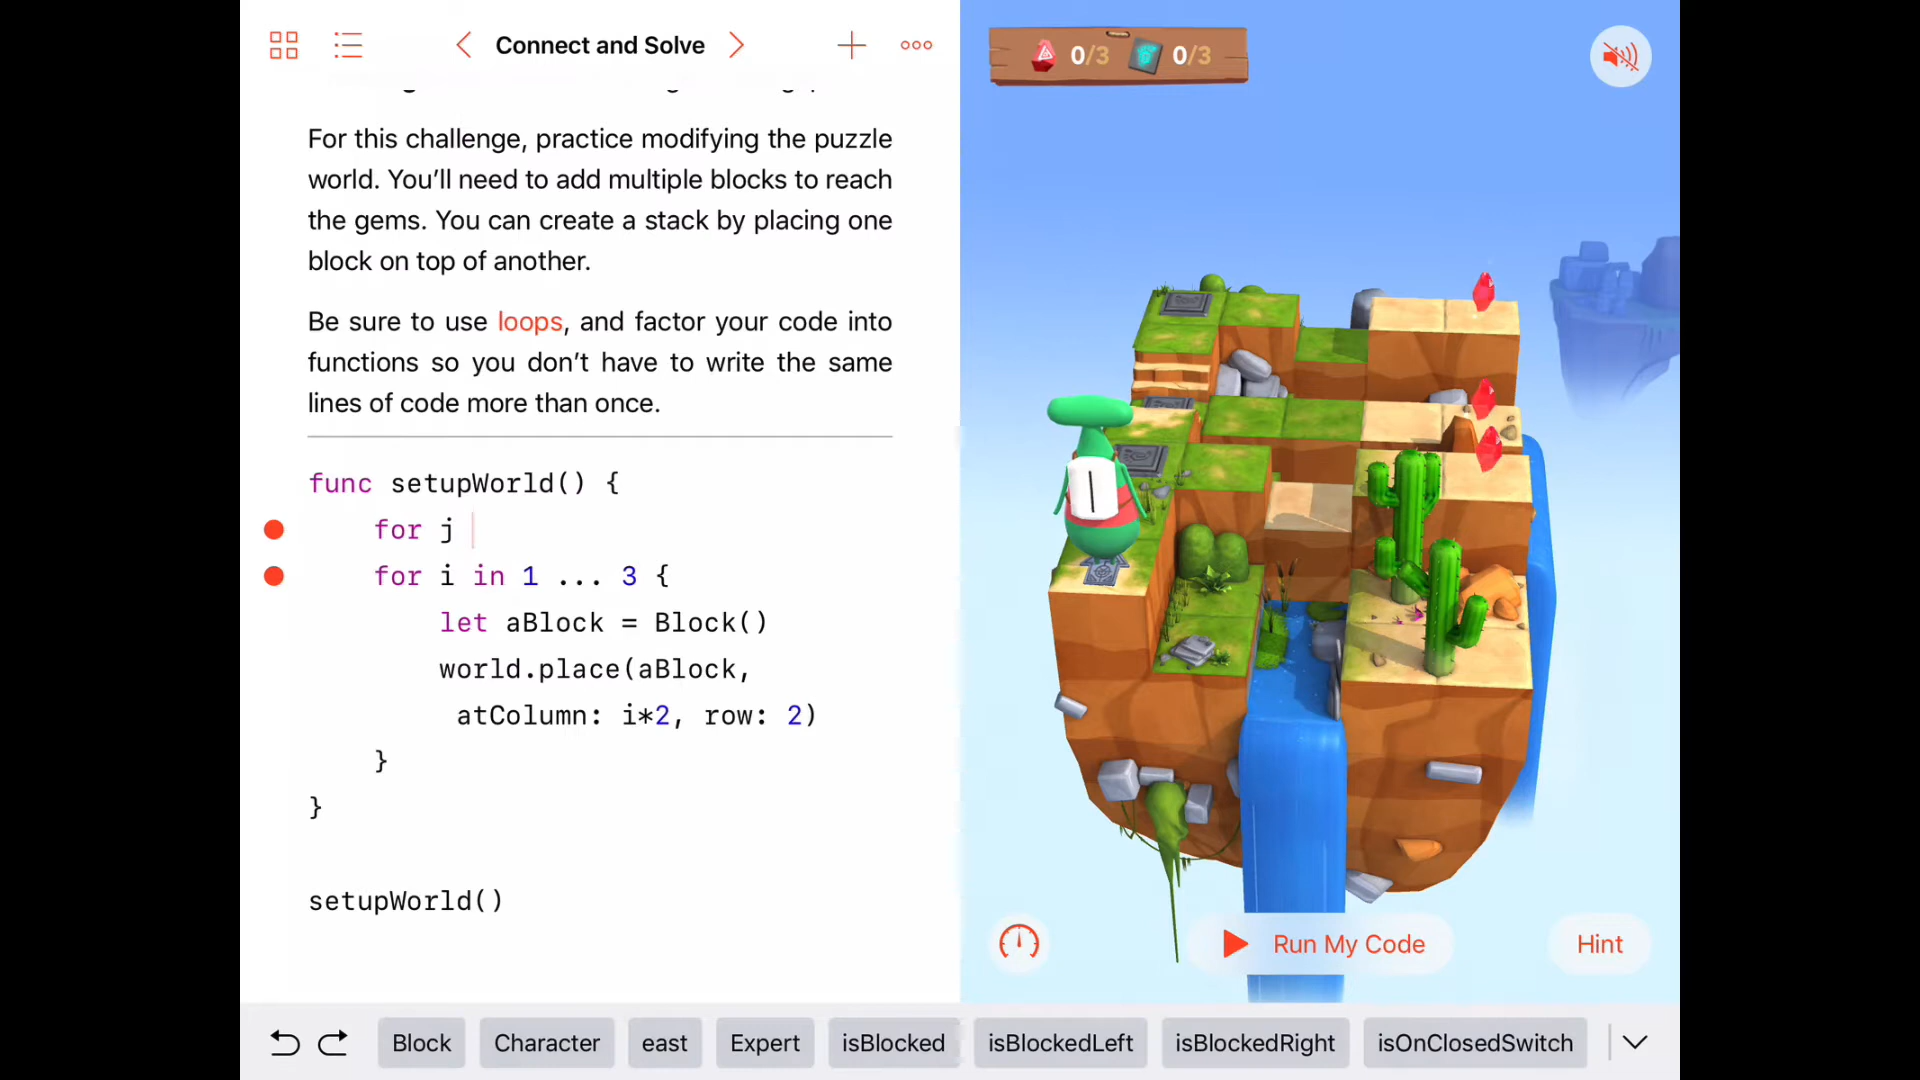 Connect and Solve
For this challenge, practice modifying the puzzle
world. You’ll need to add multiple blocks to reach
the gems. You can create a stack by placing one
block on top of another.
Be sure to use loops, and factor your code into
functions so you don’t have to write the same
lines of code more than once.
func setupWorld() {
for j
for i in 1 ... 3 {
let aBlock = Block()
world.place(aBlock,
atColumn: i*2, row: 2)
}
}
setupWorld()
0/3 0/3
Run My Code
Hint
Block Character east Expert isBlocked isBlockedLeft isBlockedRight isOnClosedSwitch